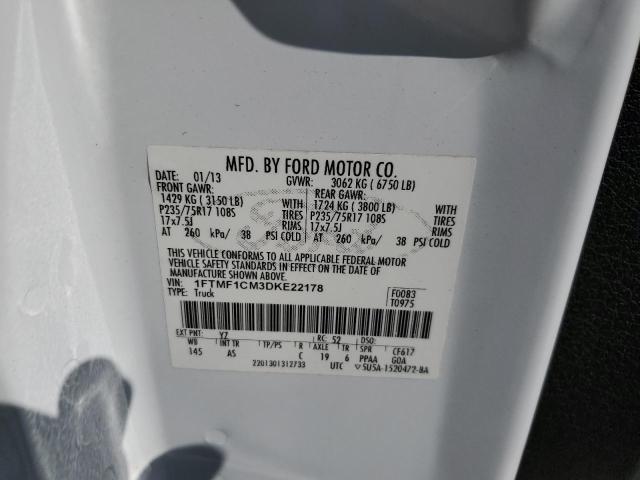 MFD. BY FORD MOTOR CO.
DATE: 01/13 GVWR: 3062 KG ( 6750 LB)
FRONT GAWR: REAR GAWR:
1429 KG ( 3150 LB) WITH 1724 KG ( 3800 LB) WITH
P235/75R17 108S TIRES P235/75R17 108S TIRES
17x7.5J RIMS 17x7.5J RIMS
AT 260 kPa/ 38 PSI COLD AT 260 kPa/ 38 PSI COLD
THIS VEHICLE CONFORMS TO ALL APPLICABLE FEDERAL MOTOR
VEHICLE SAFETY STANDARDS IN EFFECT ON THE DATE OF
MANUFACTURE SHOWN ABOVE.
VIN: 1FTMF1CM3DKE22178 F0083
TYPE: Truck T0975
EXT PNT: YZ RC: 52 DSO:
WB INT TR TP/PS R AXLE TR SPR CF617
145 AS C 19 6 PPAA GOA
2201301312733 UTC 5U5A-1520472-BA